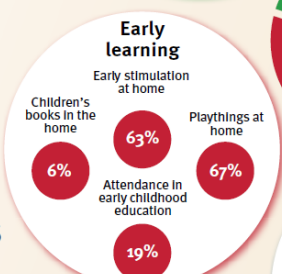 Early
learning
Early stimulation
at home
63%
Children's
books in the
home
6%
Playthings at
home
67%
Attendance in
early childhood
education
19%